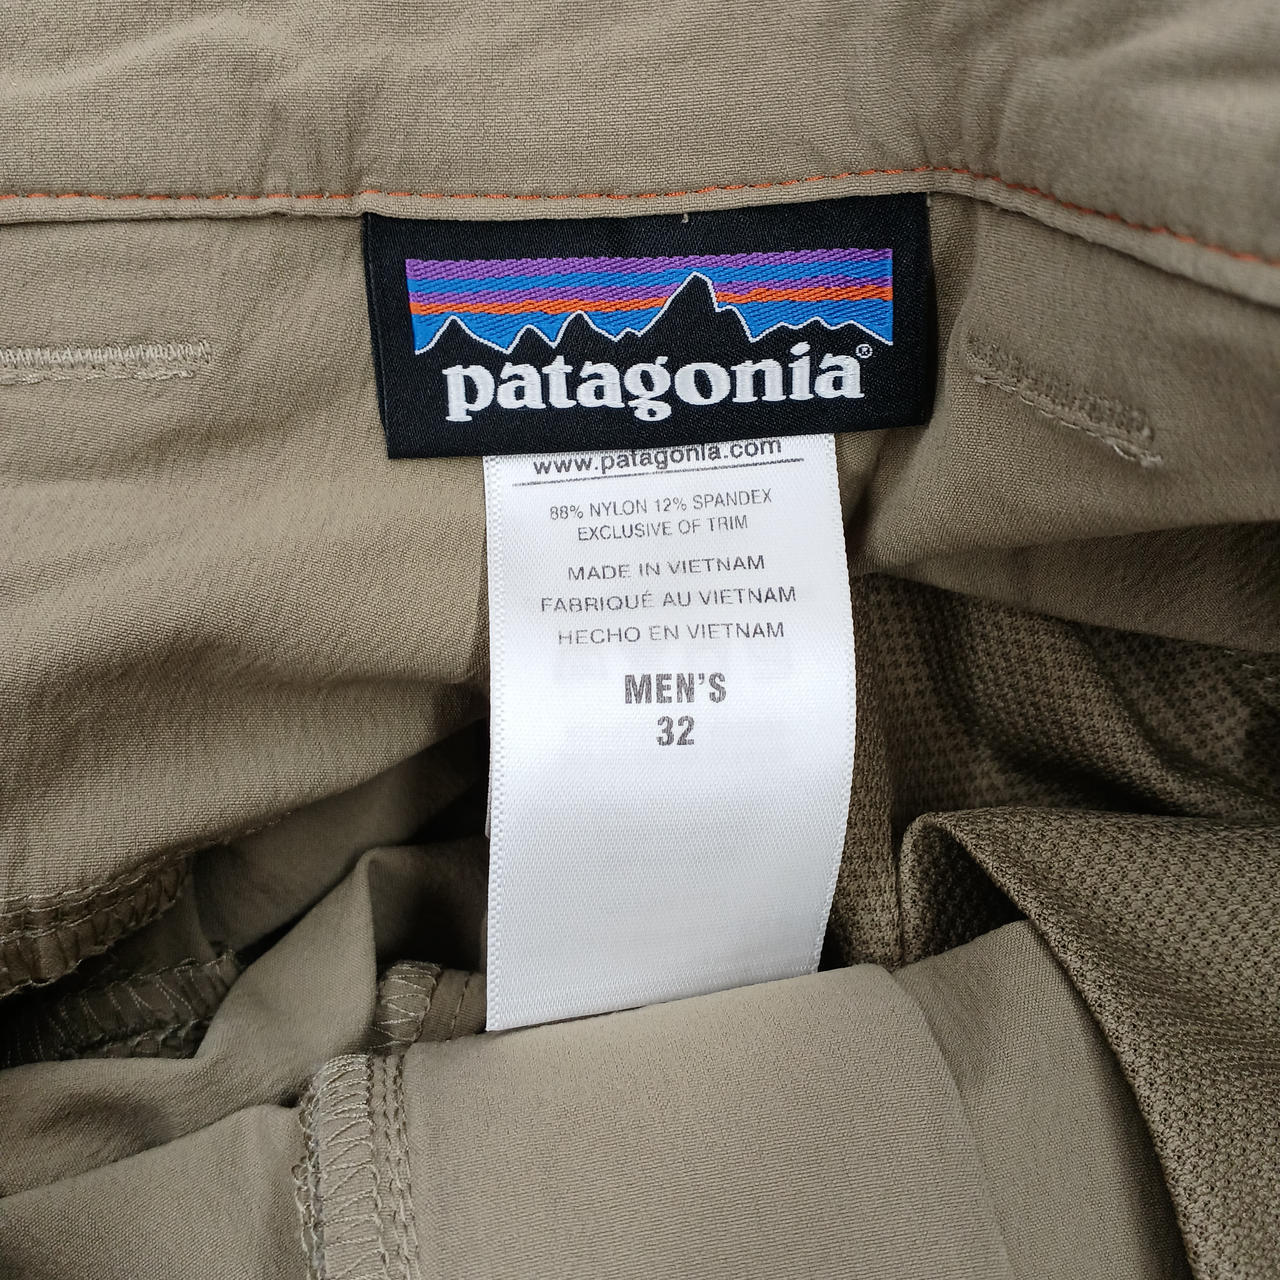 patagonia®
www.patagonia.com
88% NYLON 12% SPANDEX
EXCLUSIVE OF TRIM
MADE IN VIETNAM
FABRIQUÉ AU VIETNAM
HECHO EN VIETNAM
MEN'S
32